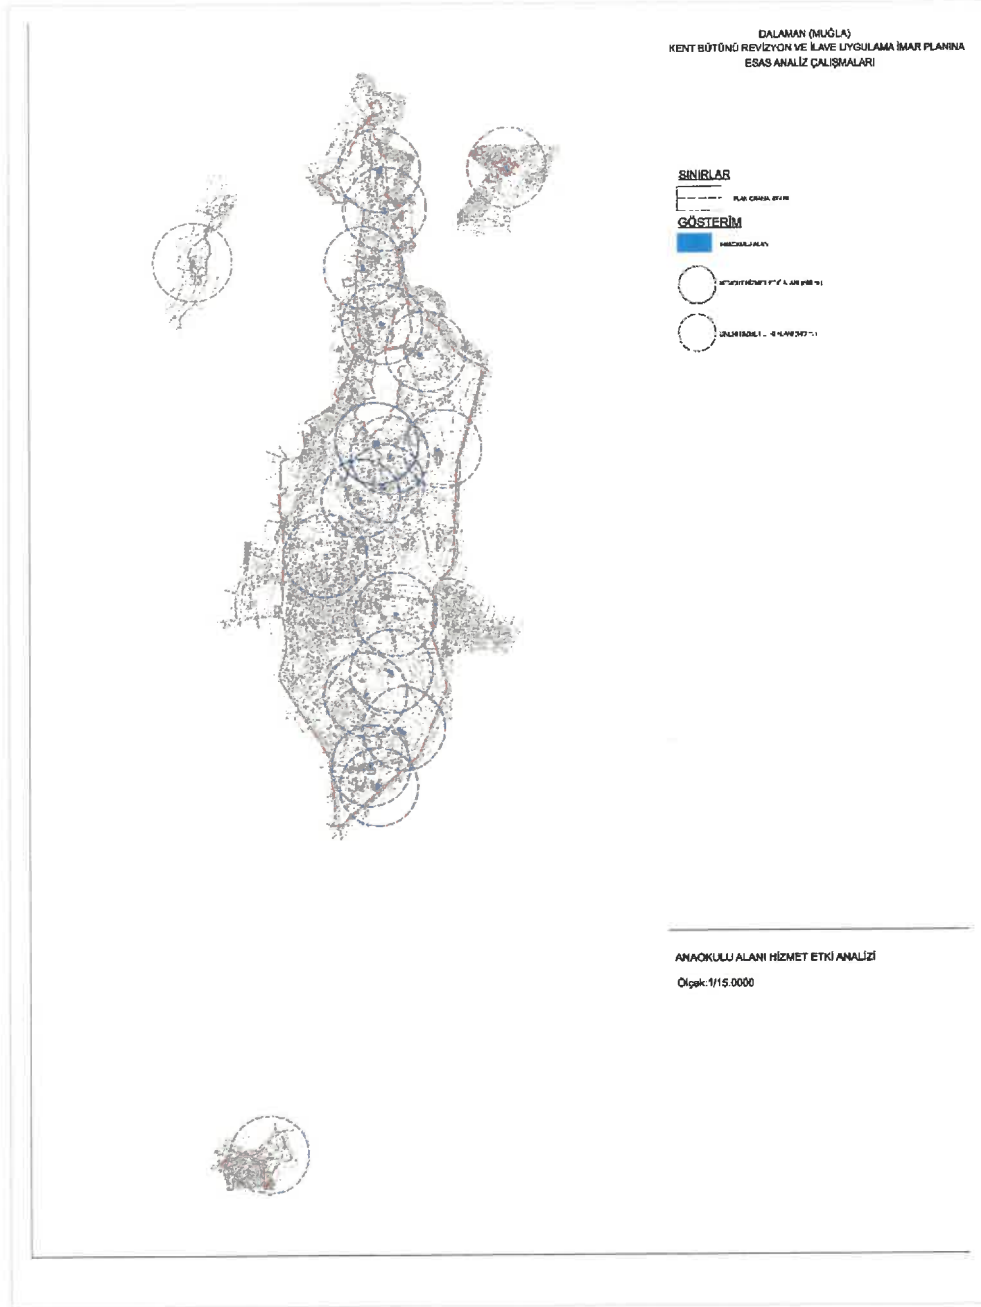 DALAMAN (MUĞLA)
KENT BÜTÜNÜ REVİZYON VE İLAVE UYGULAMA İMAR PLANINA
ESAS ANALİZ ÇALIŞMALARI
SINIRLAR
GÖSTERİM
ANAOKULU ALANI HİZMET ETKİ ANALİZİ
Ölçek:1/15.0000